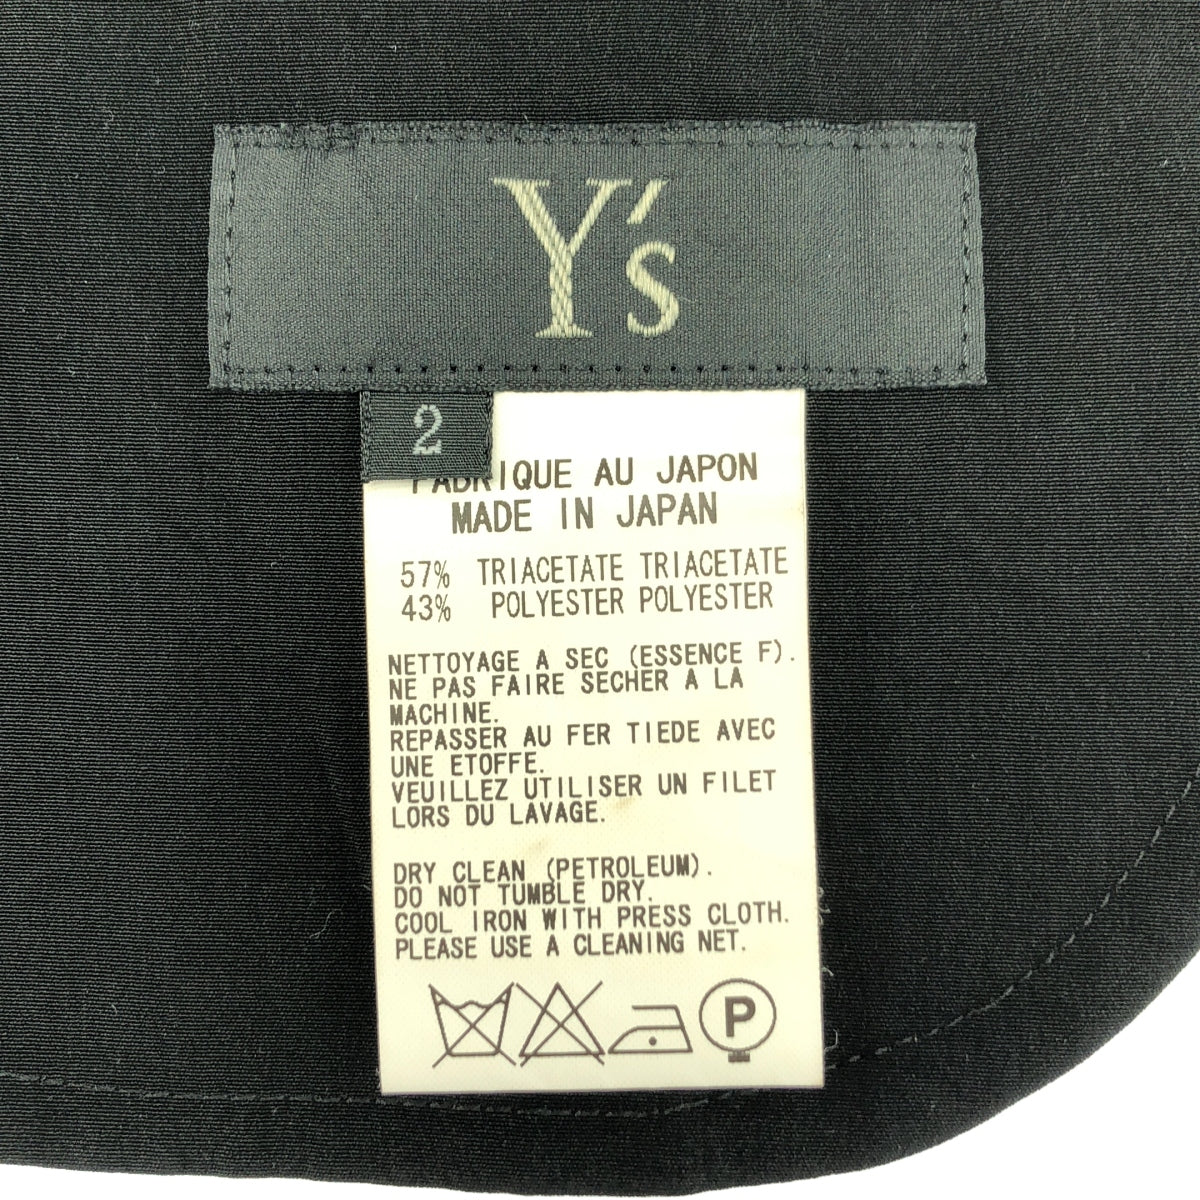 Y's
2
FABRIQUE AU JAPON
MADE IN JAPAN
57% TRIACETATE TRIACETATE
43% POLYESTER POLYESTER
NETTOYAGE A SEC (ESSENCE F).
NE PAS FAIRE SECHER A LA
MACHINE.
REPASSER AU FER TIEDE AVEC
UNE ETOFFE.
VEUILLEZ UTILISER UN FILET
LORS DU LAVAGE.
DRY CLEAN (PETROLEUM).
DO NOT TUMBLE DRY.
COOL IRON WITH PRESS CLOTH.
PLEASE USE A CLEANING NET.
P